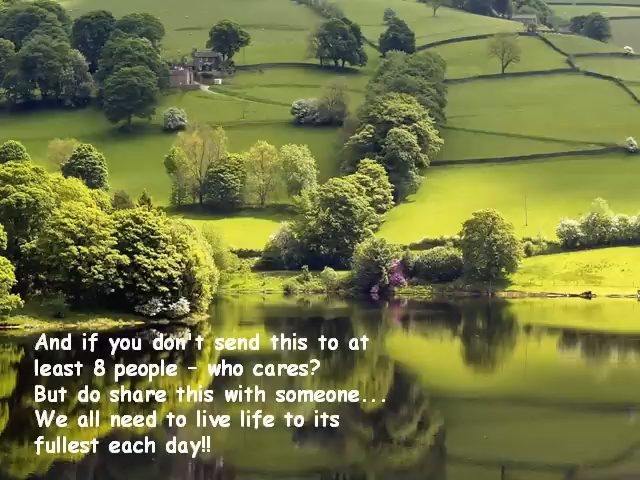 And if you don't send this to at
least 8 people - who cares?
But do share this with someone...
We all need to live life to its
fullest each day!!